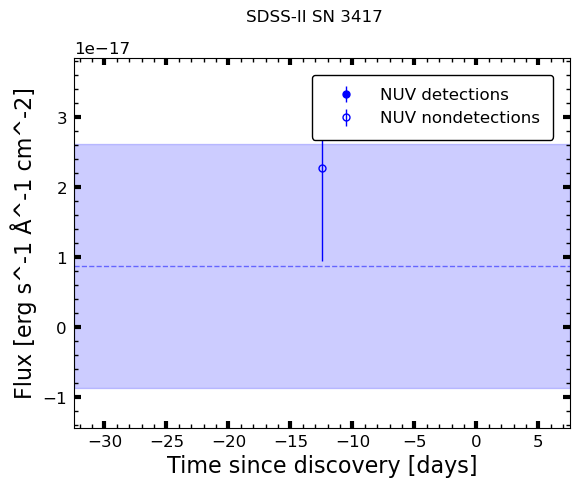 SDSS-II SN 3417
1e−17
NUV detections
NUV nondetections
3
2
1
0
−1
Flux [erg s^-1 Å^-1 cm^-2]
−30 −25 −20 −15 −10 −5 0 5
Time since discovery [days]